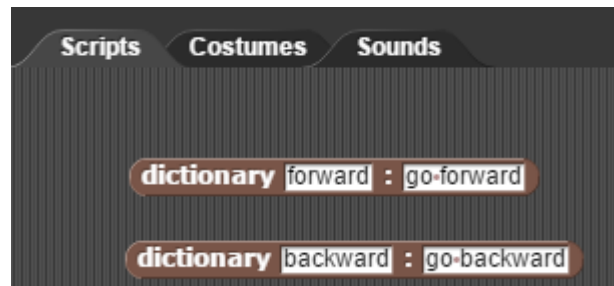 Scripts Costumes Sounds
dictionary forward : go·forward
dictionary backward : go·backward